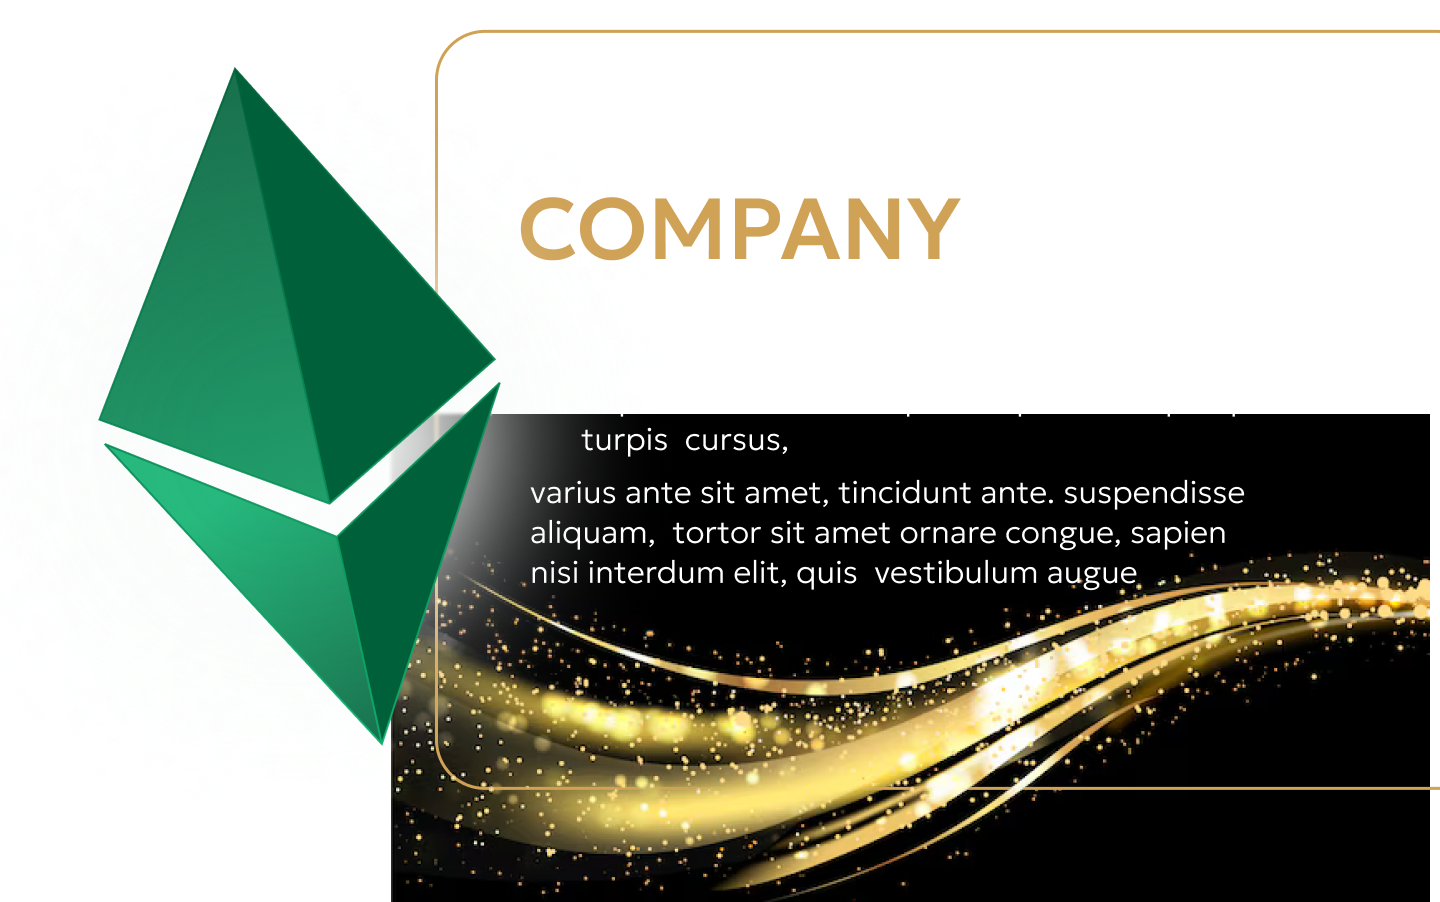 COMPANY
turpis cursus,
varius ante sit amet, tincidunt ante. suspendisse
aliquam, tortor sit amet ornare congue, sapien
nisi interdum elit, quis vestibulum augue